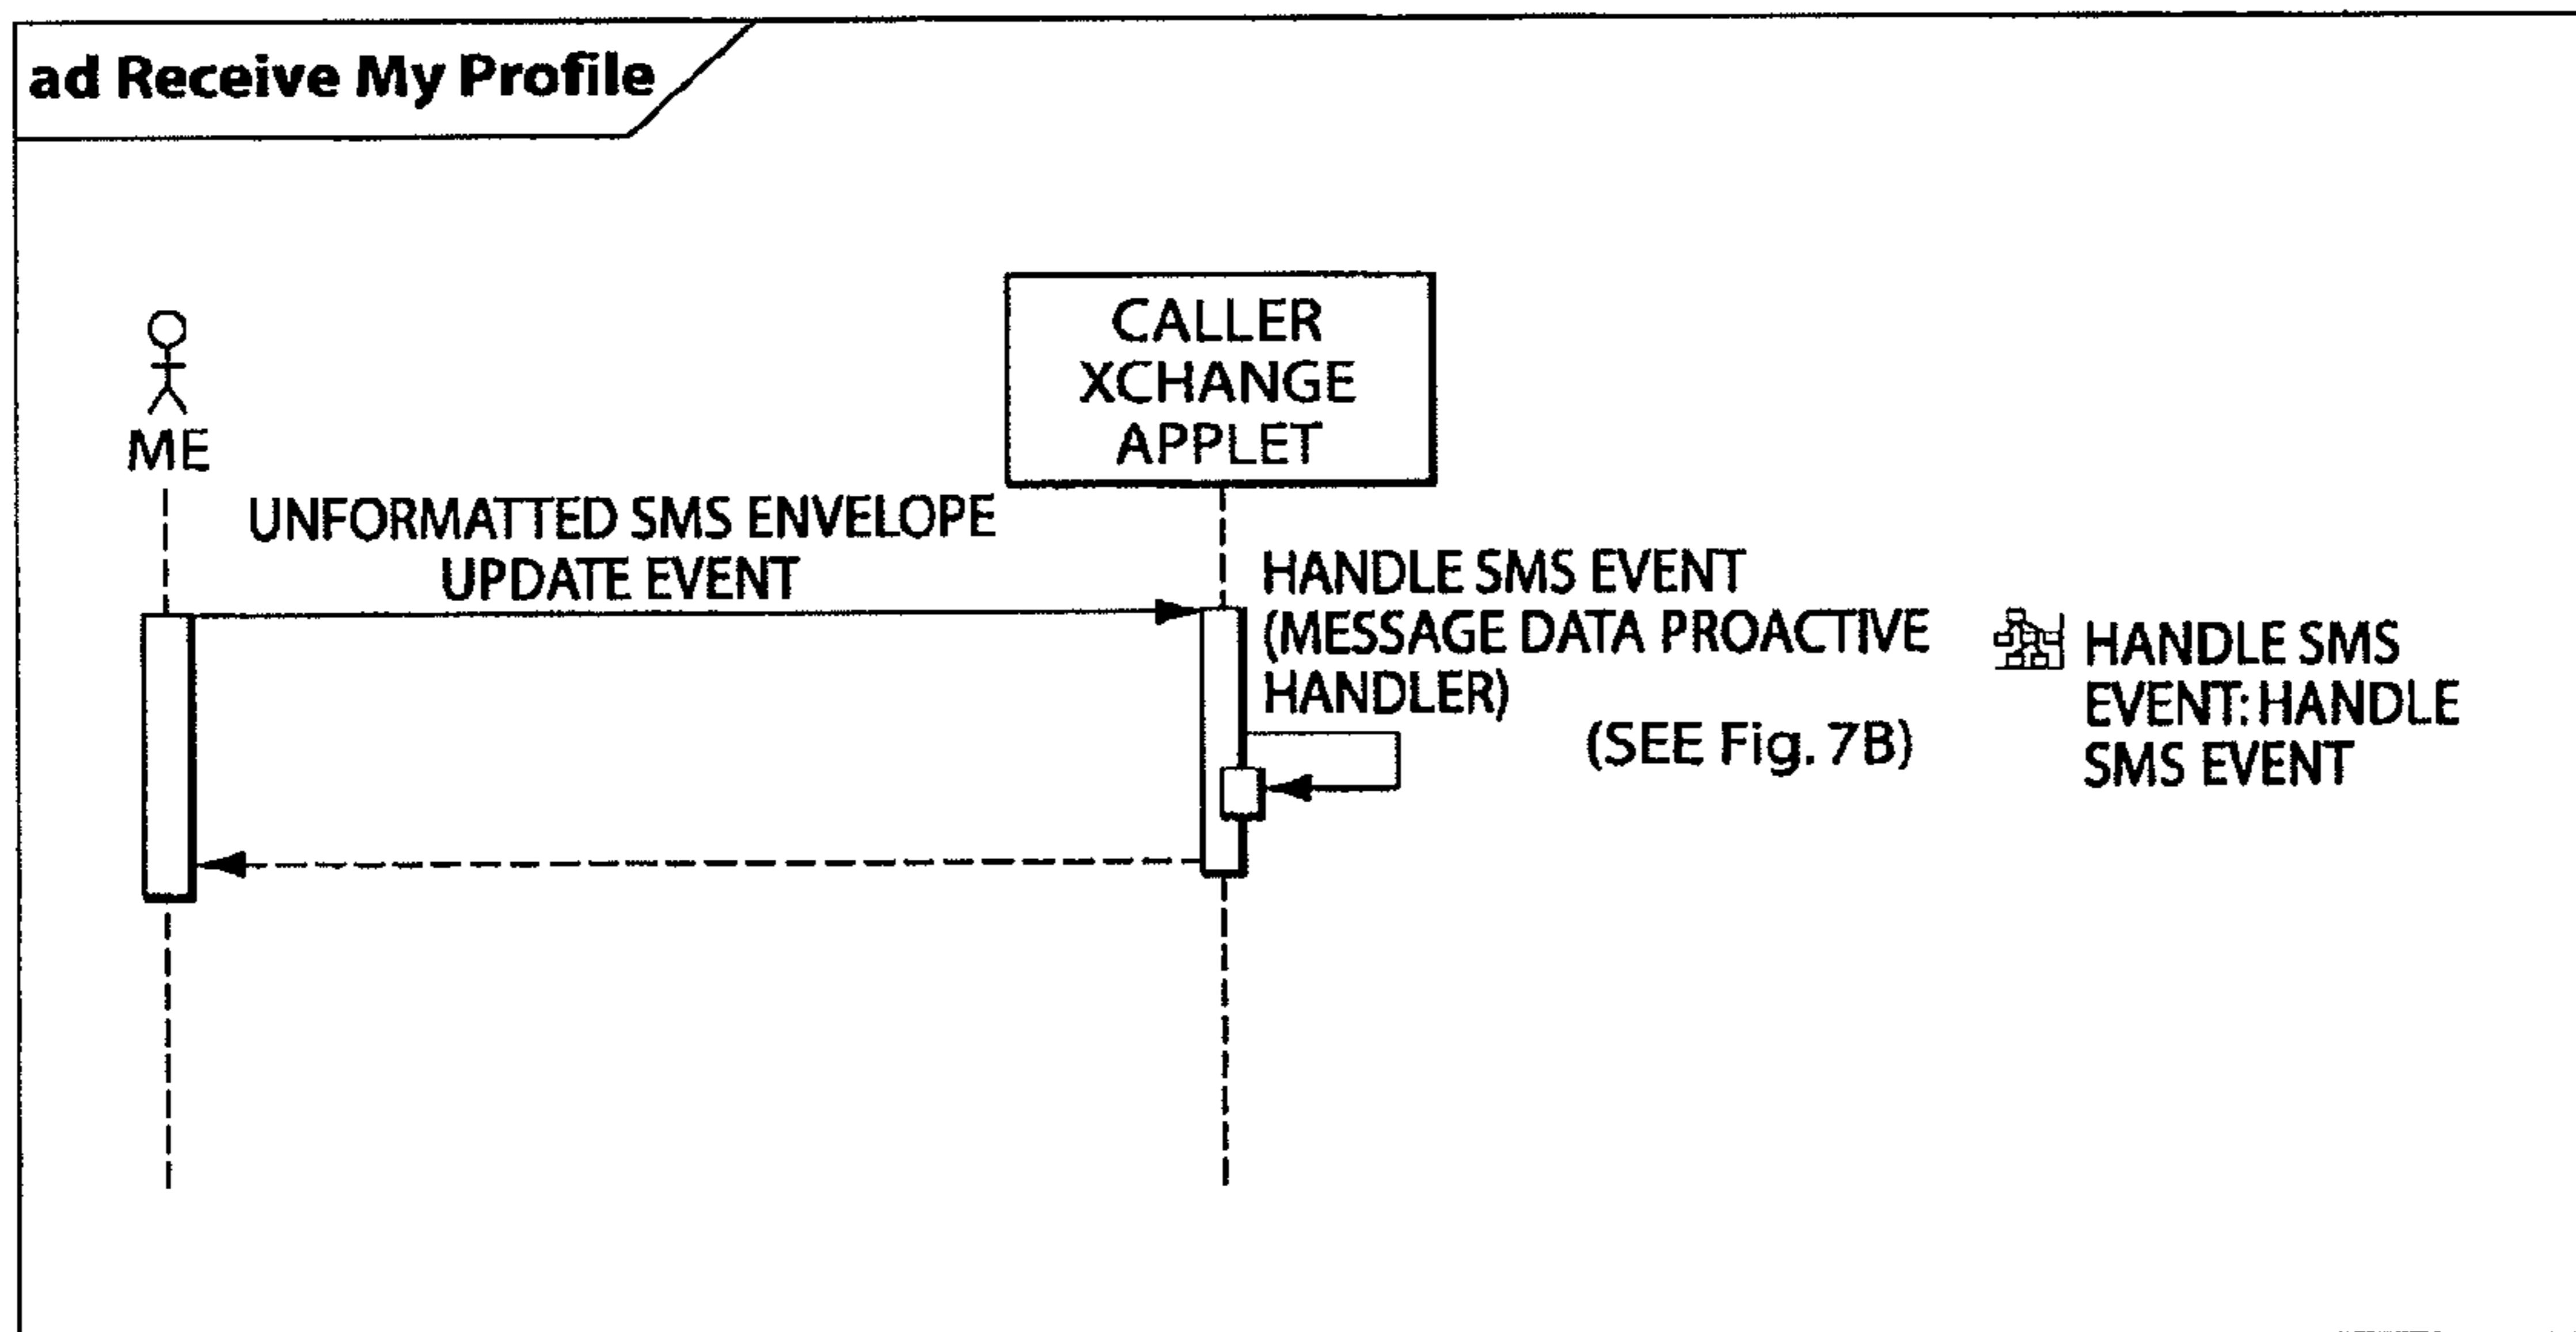 ad Receive My Profile
CALLER
XCHANGE
APPLET
ME
UNFORMATTED SMS ENVELOPE
UPDATE EVENT
HANDLE SMS EVENT
(MESSAGE DATA PROACTIVE
HANDLER)
(SEE Fig. 7B)
HANDLE SMS
EVENT: HANDLE
SMS EVENT